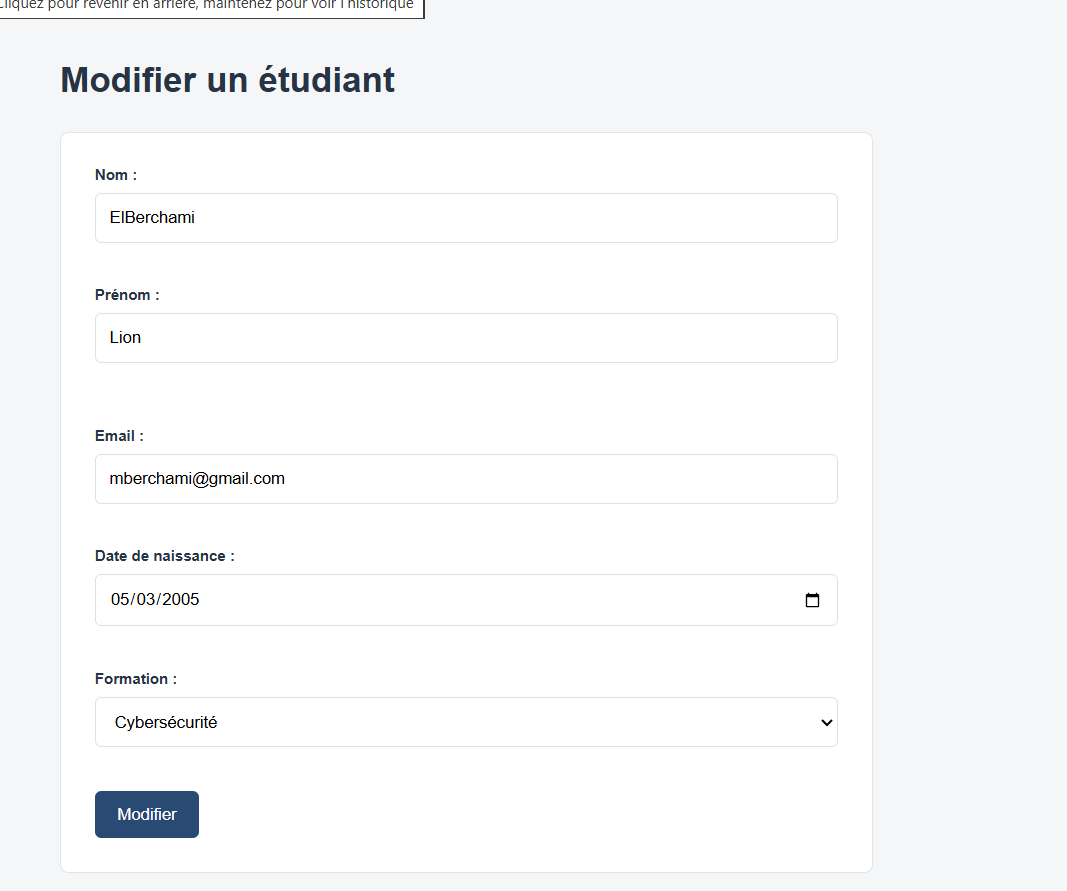 Cliquez pour revenir en arrière, maintenez pour voir l'historique
Modifier un étudiant
Nom :
ElBerchami
Prénom :
Lion
Email :
mberchami@gmail.com
Date de naissance :
05/03/2005
Formation :
Cybersécurité
Modifier